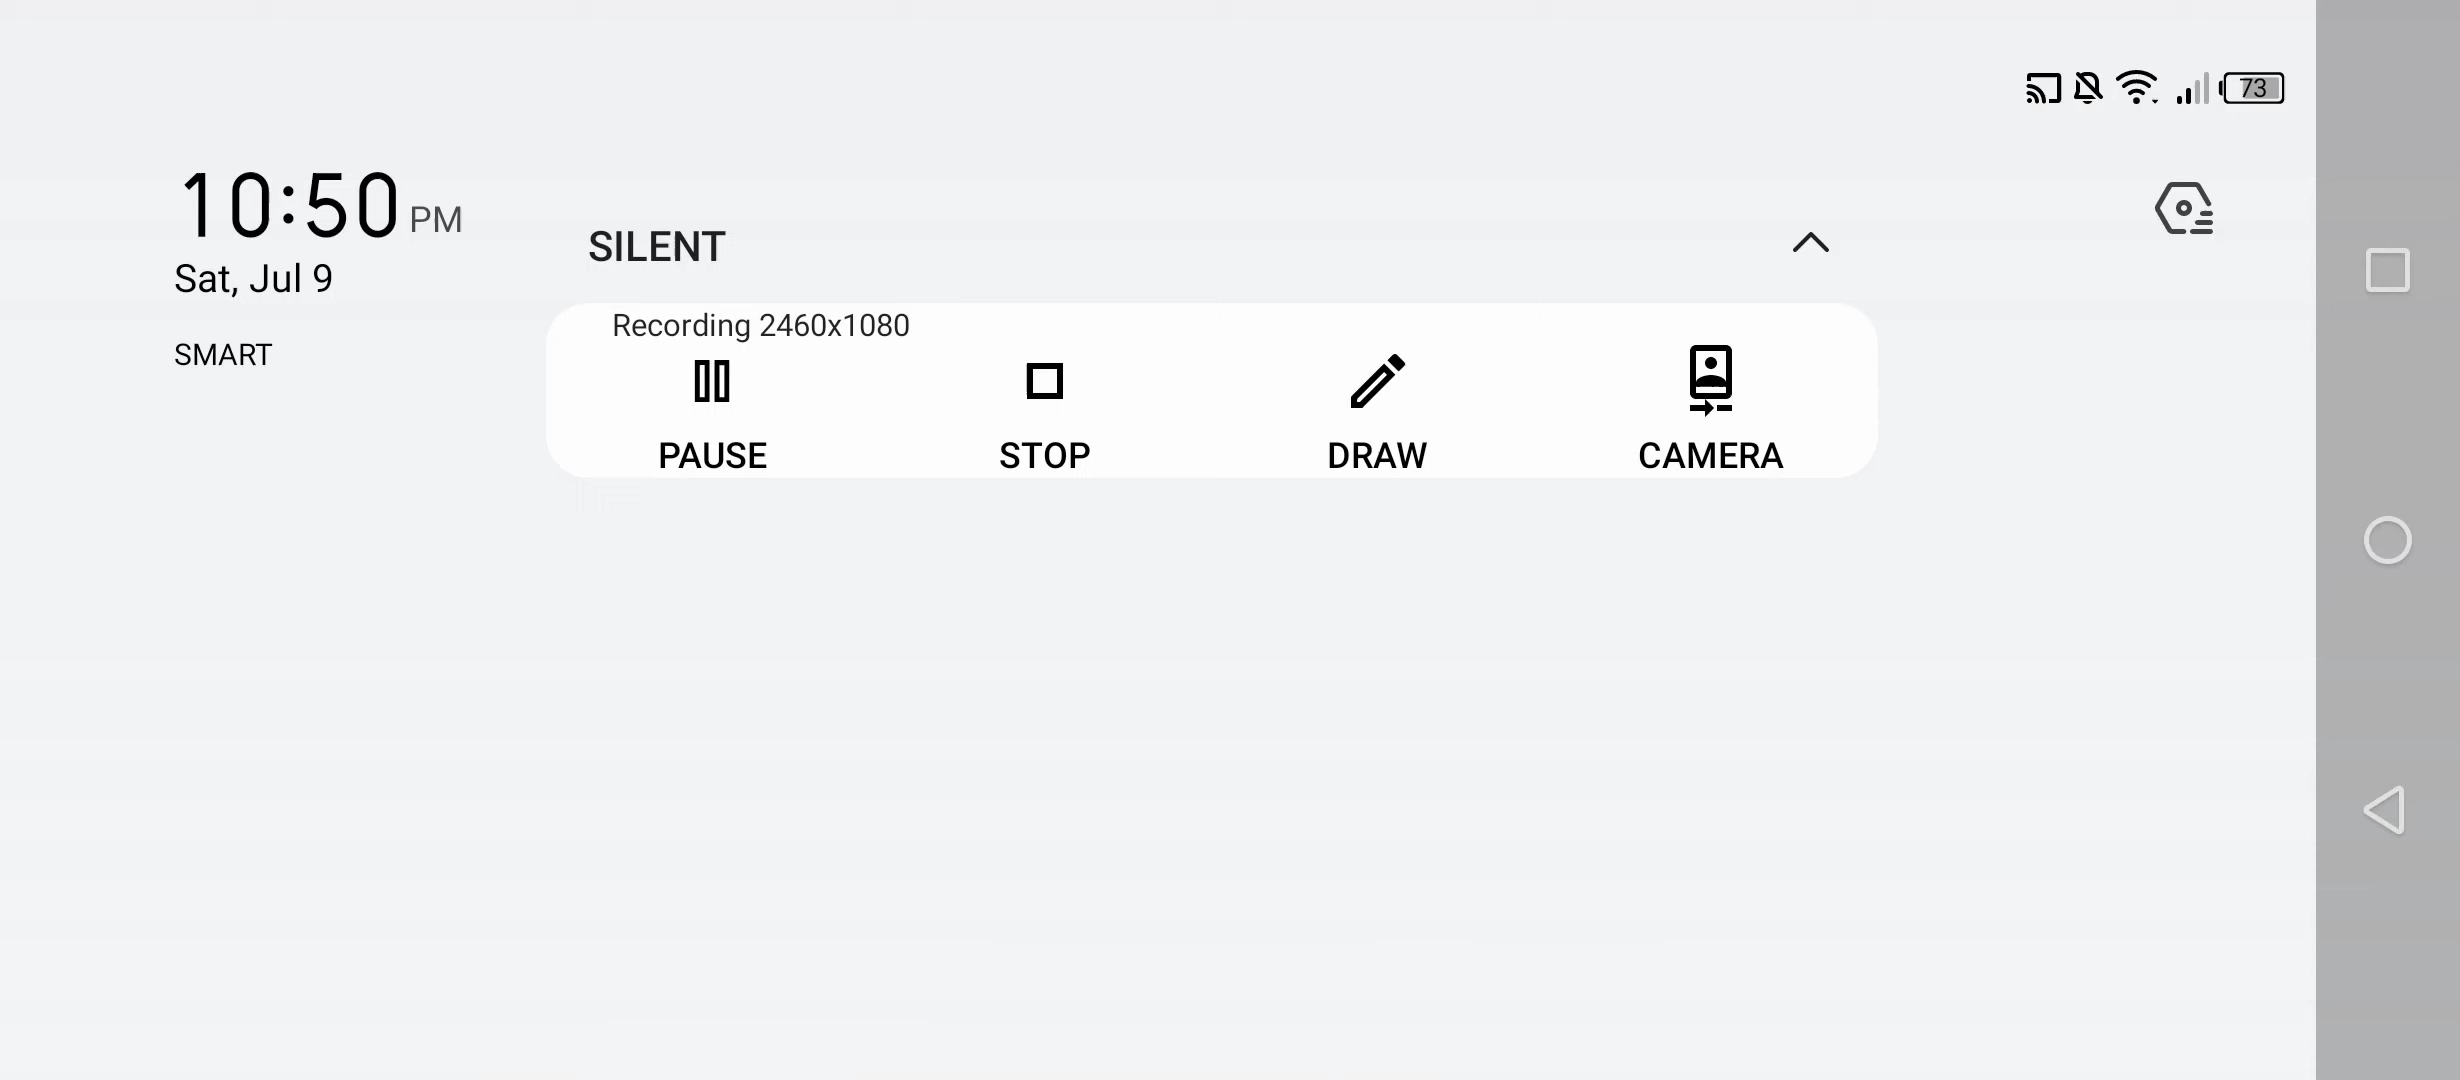 73
10:50 PM
Sat, Jul 9
SMART
SILENT
Recording 2460x1080
PAUSE
STOP
DRAW
CAMERA